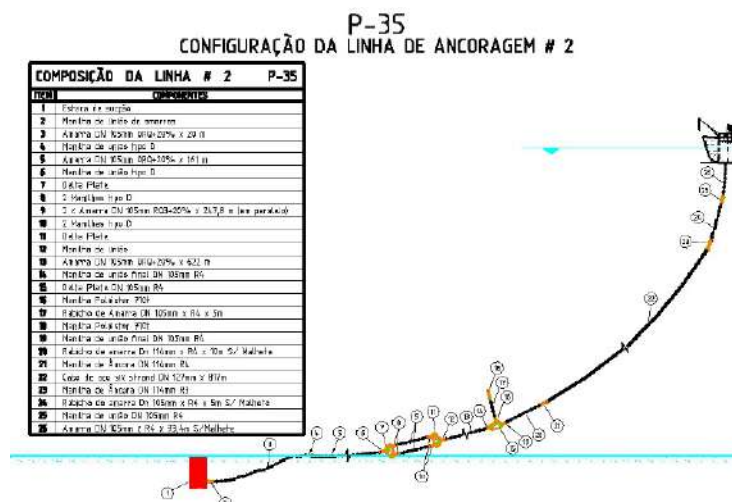 P-35
CONFIGURAÇÃO DA LINHA DE ANCORAGEM # 2
COMPOSIÇÃO DA LINHA # 2 P-35
ITEM COMPONENTES
1 Estaca de sucção
2 Manilha de união de amarras
3 Amarra DN 105mm ORQ+20% x 20 m
4 Manilha de união tipo D
5 Amarra DN 105mm ORQ+20% x 161 m
6 Manilha de união tipo D
7 Delta Plate
8 2 Manilhas tipo D
9 2 x Amarra DN 105mm RQ3+20% x 247,8 m (em paralelo)
10 2 Manilhas tipo D
11 Delta Plate
12 Manilha de união
13 Amarra DN 105mm ORQ+20% x 622 m
14 Manilha de união final DN 105mm R4
15 Delta Plate DN 105mm R4
16 Manilha Poliéster 710t
17 Rabicho de Amarra DN 105mm x R4 x 5m
18 Manilha Poliéster 710t
19 Manilha de união final DN 105mm R4
20 Rabicho de amarra Dn 114mm x R4 x 10m S/ Malhete
21 Manilha de Âncora DN 114mm R4
22 Cabo de aço six strand DN 127mm x 817m
23 Manilha de Âncora DN 114mm R3
24 Rabicho de amarra DN 105mm x R4 x 5m S/ Malhete
25 Manilha de união DN 105mm R4
26 Amarra DN 105mm x R4 x 93,4m S/Malhete